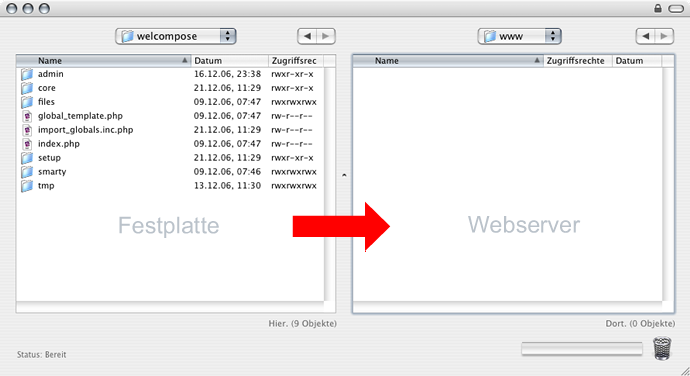 welcompose
www
Name Datum Zugriffsrec
admin 16.12.06, 23:38 rwxr-xr-x
core 21.12.06, 11:29 rwxr-xr-x
files 09.12.06, 07:47 rwxrwxrwx
global_template.php 09.12.06, 07:47 rw-r--r--
import_globals.inc.php 21.12.06, 11:29 rw-r--r--
index.php 09.12.06, 07:47 rw-r--r--
setup 21.12.06, 11:29 rwxr-xr-x
smarty 09.12.06, 07:46 rwxrwxrwx
tmp 13.12.06, 11:30 rwxrwxrwx
Festplatte
Hier. (9 Objekte)
Name Zugriffsrechte Datum
Webserver
Dort. (0 Objekte)
Status: Bereit